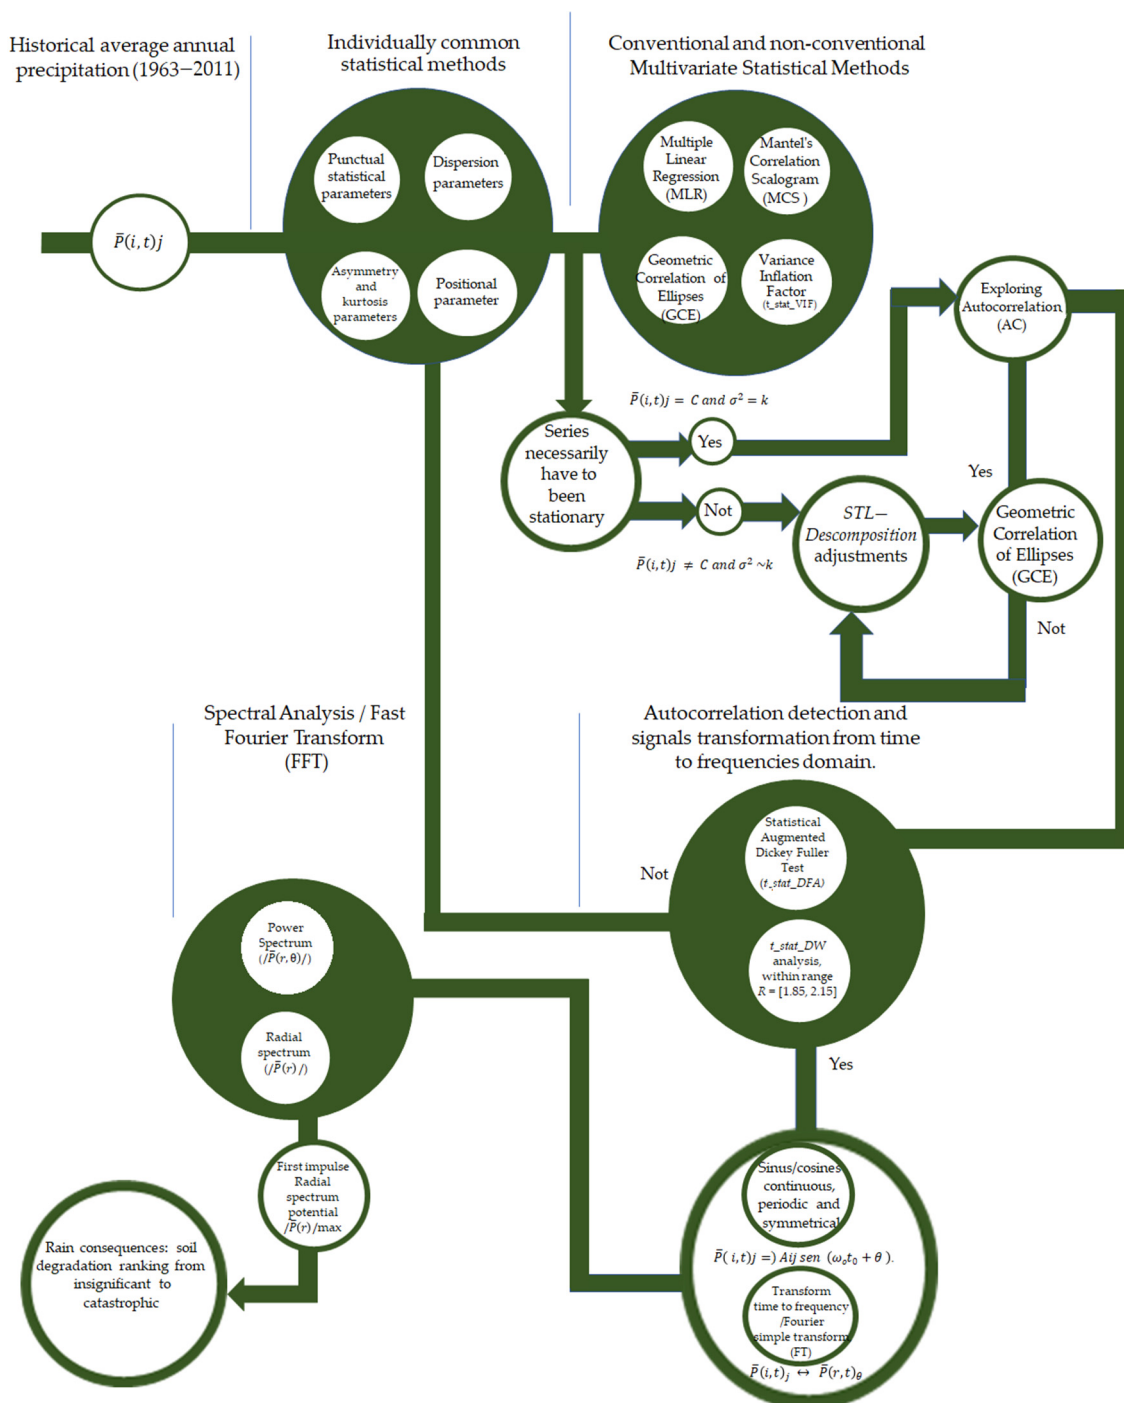 Historical average annual
precipitation (1963–2011)
Individually common
statistical methods
Conventional and non-conventional
Multivariate Statistical Methods
P̄(i, t)j
Punctual
statistical
parameters
Dispersion
parameters
Asymmetry
and
kurtosis
parameters
Positional
parameter
Multiple
Linear
Regression
(MLR)
Mantel's
Correlation
Scalogram
(MCS )
Geometric
Correlation of
Ellipses
(GCE)
Variance
Inflation
Factor
(t_stat_VIF)
Exploring
Autocorrelation
(AC)
P̄(i, t)j = C and σ² = k
Series
necessarily
have to
been
stationary
Yes
Not
P̄(i, t)j ≠ C and σ² ~k
STL–
Descomposition
adjustments
Yes
Geometric
Correlation
of Ellipses
(GCE)
Not
Spectral Analysis / Fast
Fourier Transform
(FFT)
Autocorrelation detection and
signals transformation from time
to frequencies domain.
Statistical
Augmented
Dickey Fuller
Test
(t_stat_DFA)
Not
t_stat_DW
analysis,
within range
R = [1.85, 2.15]
Yes
Power
Spectrum
(/P̄(r, θ)/)
Radial
spectrum
(/P̄(r) /)
First impulse
Radial
spectrum
potential
/P̄(r) /max
Rain consequences: soil
degradation ranking from
insignificant to
catastrophic
Sinus/cosines
continuous,
periodic and
symmetrical
P̄( i, t)j =) Aij sen (ωₒt₀ + θ ).
Transform
time to frequency
/Fourier
simple transform
(FT)
P̄(i, t)ⱼ ↔ P̄(r, t)θ